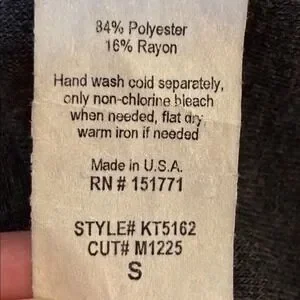 84% Polyester
16% Rayon
Hand wash cold separately,
only non-chlorine bleach
when needed, flat dry,
warm iron if needed
Made in U.S.A.
RN # 151771
STYLE# KT5162
CUT# M1225
S